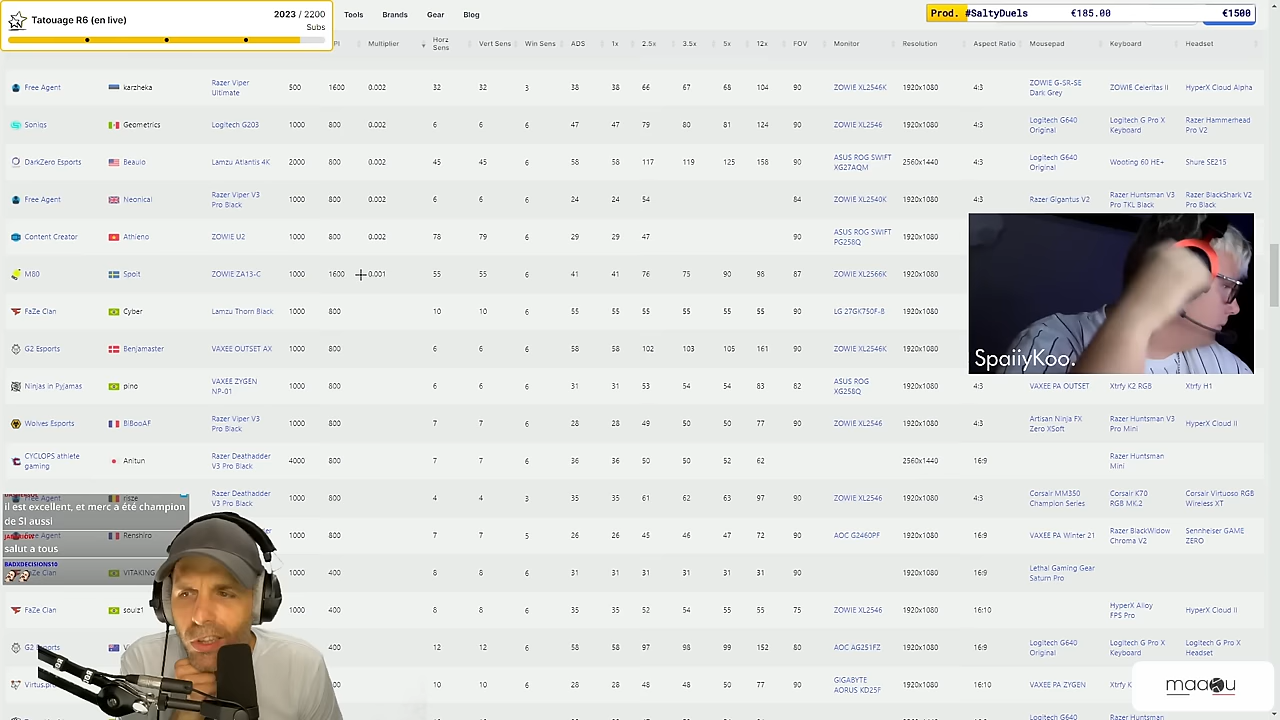 Tatouage R6 (en live)
2023 / 2200
Subs
Tools Brands Gear Blog
Prod. #SaltyDuels €185.00 €1500
Multiplier Horz Sens Vert Sens Win Sens ADS 1x 2.5x 3.5x 5x 12x FOV Monitor Resolution Aspect Ratio Mousepad Keyboard Headset
Free Agent karzheka Razer Viper Ultimate 500 1600 0.002 32 32 3 38 38 66 67 68 104 90 ZOWIE XL2546K 1920x1080 4:3 ZOWIE G-SR-SE Dark Grey ZOWIE Celeritas II HyperX Cloud Alpha
Soniqs Geometrics Logitech G203 1000 800 0.002 6 6 6 47 47 79 80 81 124 90 ZOWIE XL2546 1920x1080 4:3 Logitech G640 Original Logitech G Pro X Keyboard Razer Hammerhead Pro V2
DarkZero Esports Beaulo Lamzu Atlantis 4K 2000 800 0.002 45 45 6 58 58 117 119 125 158 90 ASUS ROG SWIFT XG27AQM 2560x1440 4:3 Logitech G640 Original Wooting 60 HE+ Shure SE215
Free Agent Neonical Razer Viper V3 Pro Black 1000 800 0.002 6 6 6 24 24 54 84 ZOWIE XL2540K 1920x1080 4:3 Razer Gigantus V2 Razer Huntsman V3 Pro TKL Black Razer BlackShark V2 Pro Black
Content Creator Athieno ZOWIE U2 1000 800 0.002 78 79 6 29 29 47 90 ASUS ROG SWIFT PG258Q 1920x1080
M80 Spoit ZOWIE ZA13-C 1000 1600 0.001 55 55 6 41 41 76 75 90 98 87 ZOWIE XL2566K 1920x1080
FaZe Clan Cyber Lamzu Thorn Black 1000 800 10 10 6 55 55 55 55 55 55 90 LG 27GK750F-B 1920x1080
G2 Esports Benjamaster VAXEE OUTSET AX 1000 800 6 6 6 58 58 102 103 105 161 90 ZOWIE XL2546K 1920x1080
SpaiiyKoo.
Ninjas in Pyjamas pino VAXEE ZYGEN NP-01 1000 800 6 6 6 31 31 53 54 54 83 82 ASUS ROG XG258Q 1920x1080 4:3 VAXEE PA OUTSET Xtrfy K2 RGB Xtrfy H1
Wolves Esports BiBooAF Razer Viper V3 Pro Black 1000 800 7 7 6 28 28 49 50 50 77 90 ZOWIE XL2546 1920x1080 4:3 Artisan Ninja FX Zero XSoft Razer Huntsman V3 Pro Mini HyperX Cloud II
CYCLOPS athlete gaming Anitun Razer Deathadder V3 Pro Black 4000 800 7 7 6 36 36 50 50 52 62 2560x1440 16:9 Razer Huntsman Mini
Agent risze Razer Deathadder V3 Pro Black 4 4 6 35 35 61 62 63 97 90 ZOWIE XL2546 1920x1080 4:3 Corsair MM350 Champion Series Corsair K70 RGB MK.2 Corsair Virtuoso RGB Wireless XT
il est excellent, et merc a été champion
de SI aussi
Agent Renshiro 7 7 5 26 26 45 46 47 72 90 AOC G2460PF 1920x1080 16:9 VAXEE PA Winter 21 Razer BlackWidow Chroma V2 Sennheiser GAME ZERO
salut a tous
BADXDECISIONS10
FaZe Clan VITAKING 1000 400 8 8 6 31 31 31 31 31 31 90 1920x1080 16:9 Lethal Gaming Gear Saturn Pro
FaZe Clan soulz1 1000 400 8 8 6 35 35 52 54 55 75 ZOWIE XL2546 1920x1080 16:10 HyperX Alloy FPS Pro HyperX Cloud II
G2 Esports 400 12 12 6 57 98 99 152 80 AOC AG251FZ 1920x1080 16:9 Logitech G640 Original Logitech G Pro X Keyboard Logitech G Pro X Headset
Virtus.pro 400 10 10 6 28 28 48 48 50 77 90 GIGABYTE AORUS KD25F 1920x1080 16:10 VAXEE PA ZYGEN
maoou
Logitech G640 Logitech G Pro X Razer Huntsman